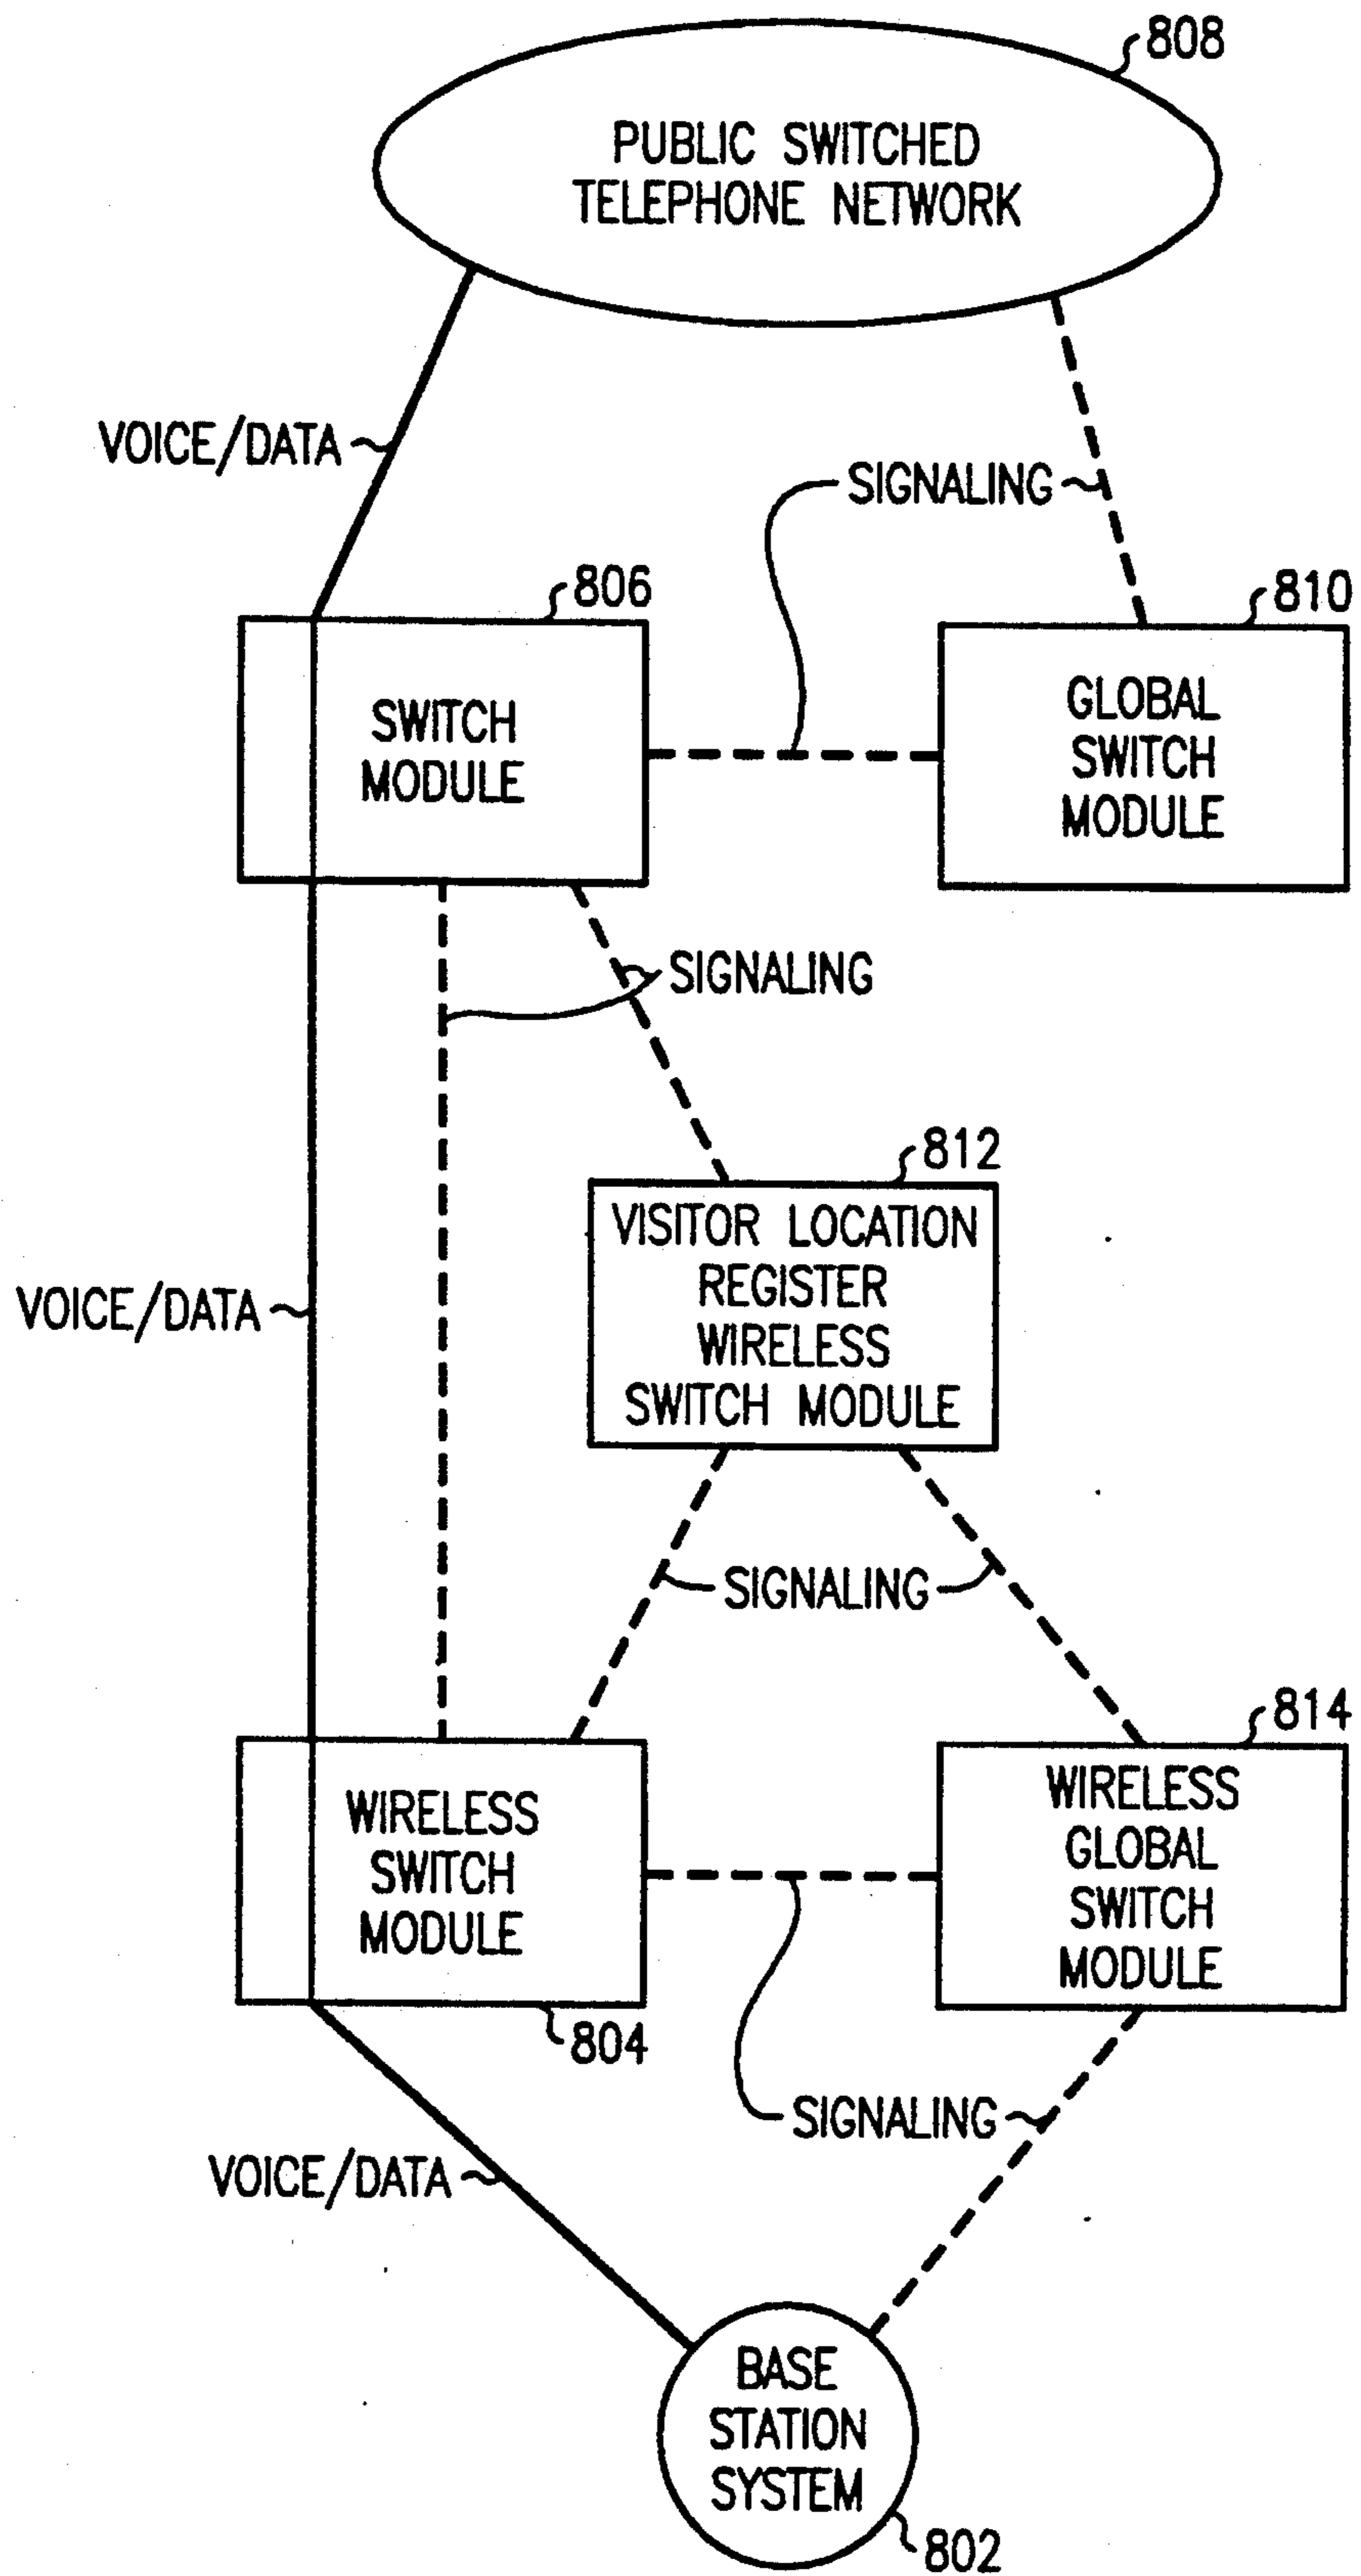 808
PUBLIC SWITCHED
TELEPHONE NETWORK
VOICE/DATA
SIGNALING
806
SWITCH
MODULE
810
GLOBAL
SWITCH
MODULE
SIGNALING
812
VISITOR LOCATION
REGISTER
WIRELESS
SWITCH MODULE
VOICE/DATA
SIGNALING
WIRELESS
SWITCH
MODULE
804
814
WIRELESS
GLOBAL
SWITCH
MODULE
SIGNALING
VOICE/DATA
BASE
STATION
SYSTEM
802